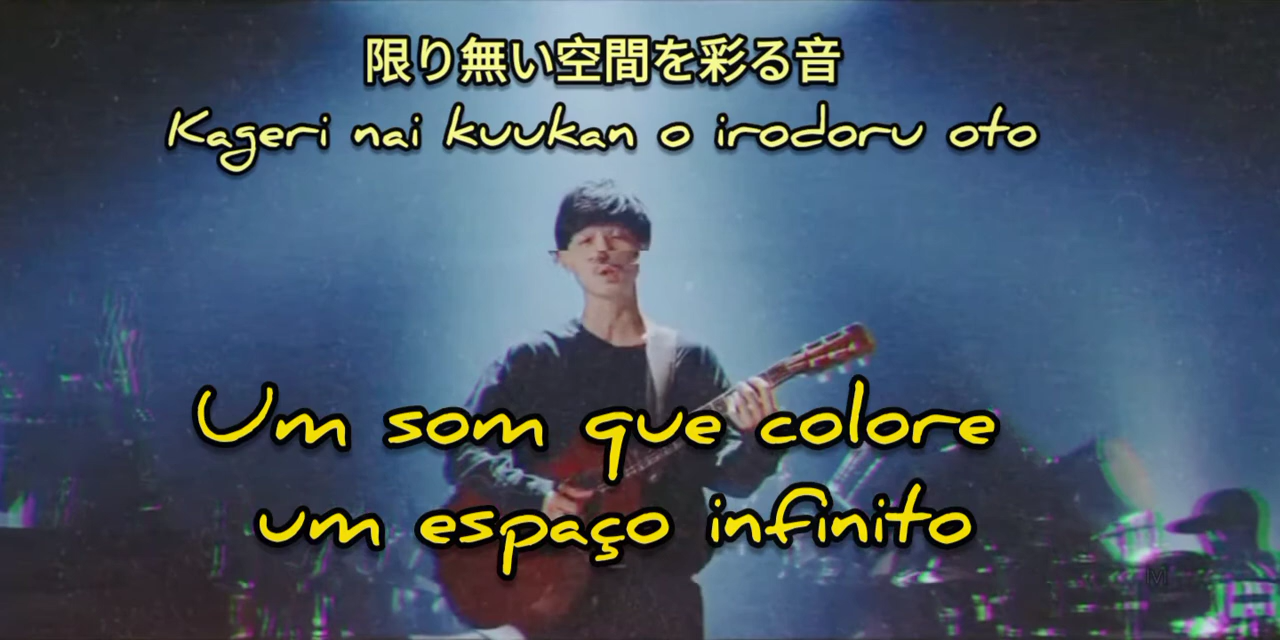 限り無い空間を彩る音
Kageri nai kuukan o irodoru oto
Um som que colore
um espaço infinito
M